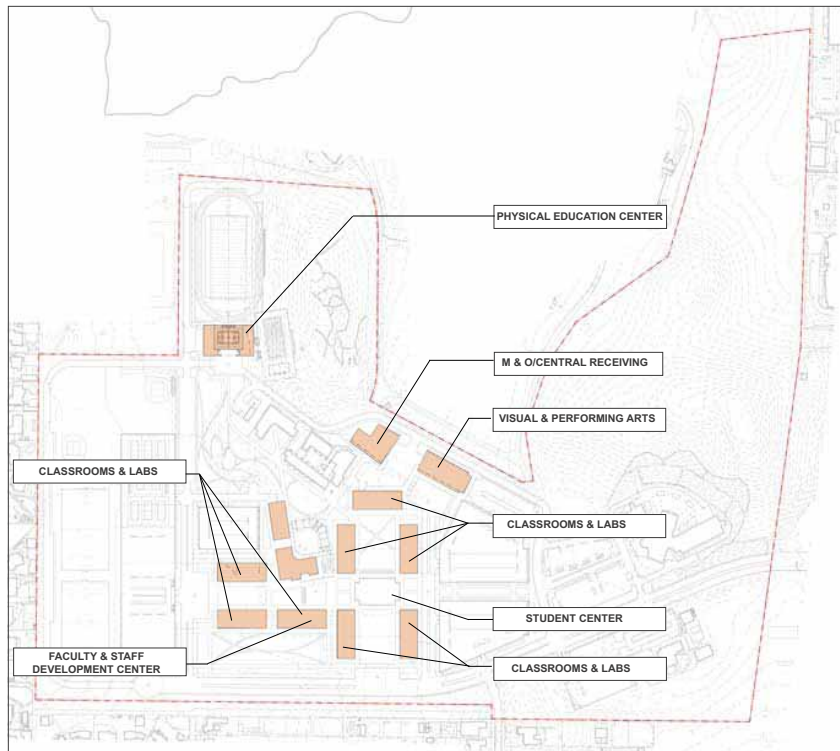 PHYSICAL EDUCATION CENTER
M & O/CENTRAL RECEIVING
VISUAL & PERFORMING ARTS
CLASSROOMS & LABS
CLASSROOMS & LABS
STUDENT CENTER
FACULTY & STAFF
DEVELOPMENT CENTER
CLASSROOMS & LABS